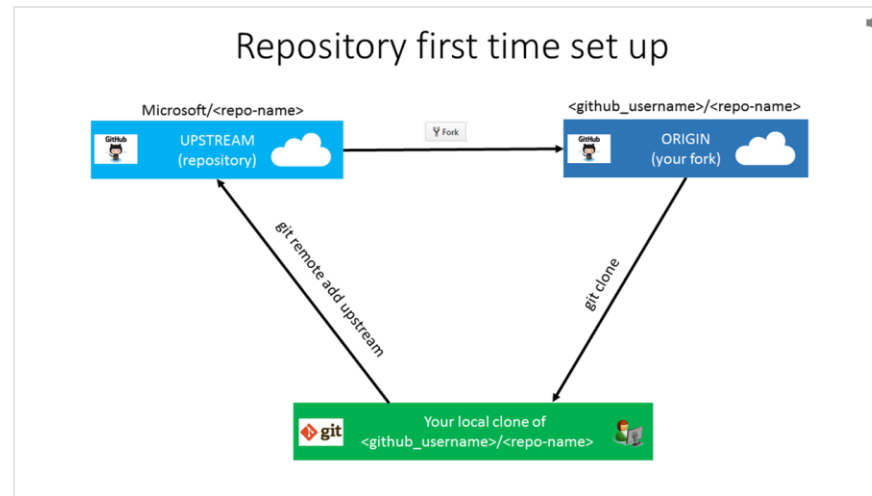 Repository first time set up
Microsoft/<repo-name>
<github_username>/<repo-name>
GitHub
UPSTREAM
(repository)
Fork
GitHub
ORIGIN
(your fork)
git remote add upstream
git clone
git
Your local clone of
<github_username>/<repo-name>